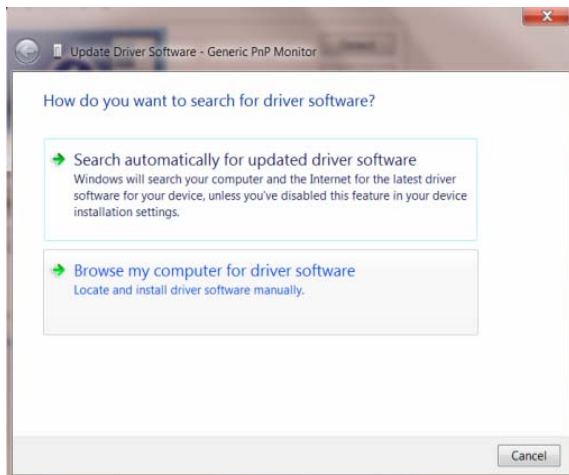 Update Driver Software - Generic PnP Monitor
How do you want to search for driver software?
Search automatically for updated driver software
Windows will search your computer and the Internet for the latest driver
software for your device, unless you've disabled this feature in your device
installation settings.
Browse my computer for driver software
Locate and install driver software manually.
Cancel